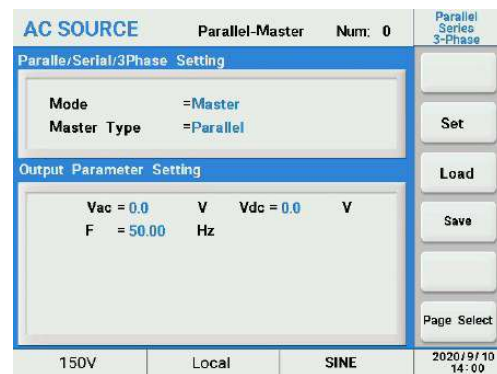 AC SOURCE Parallel-Master Num: 0
Parallel
Series
3-Phase
Paralle/Serial/3Phase Setting
Mode =Master
Master Type =Parallel
Set
Output Parameter Setting
Load
Vac = 0.0 V Vdc = 0.0 V
F = 50.00 Hz
Save
Page Select
150V Local SINE
2020/9/10
14:00